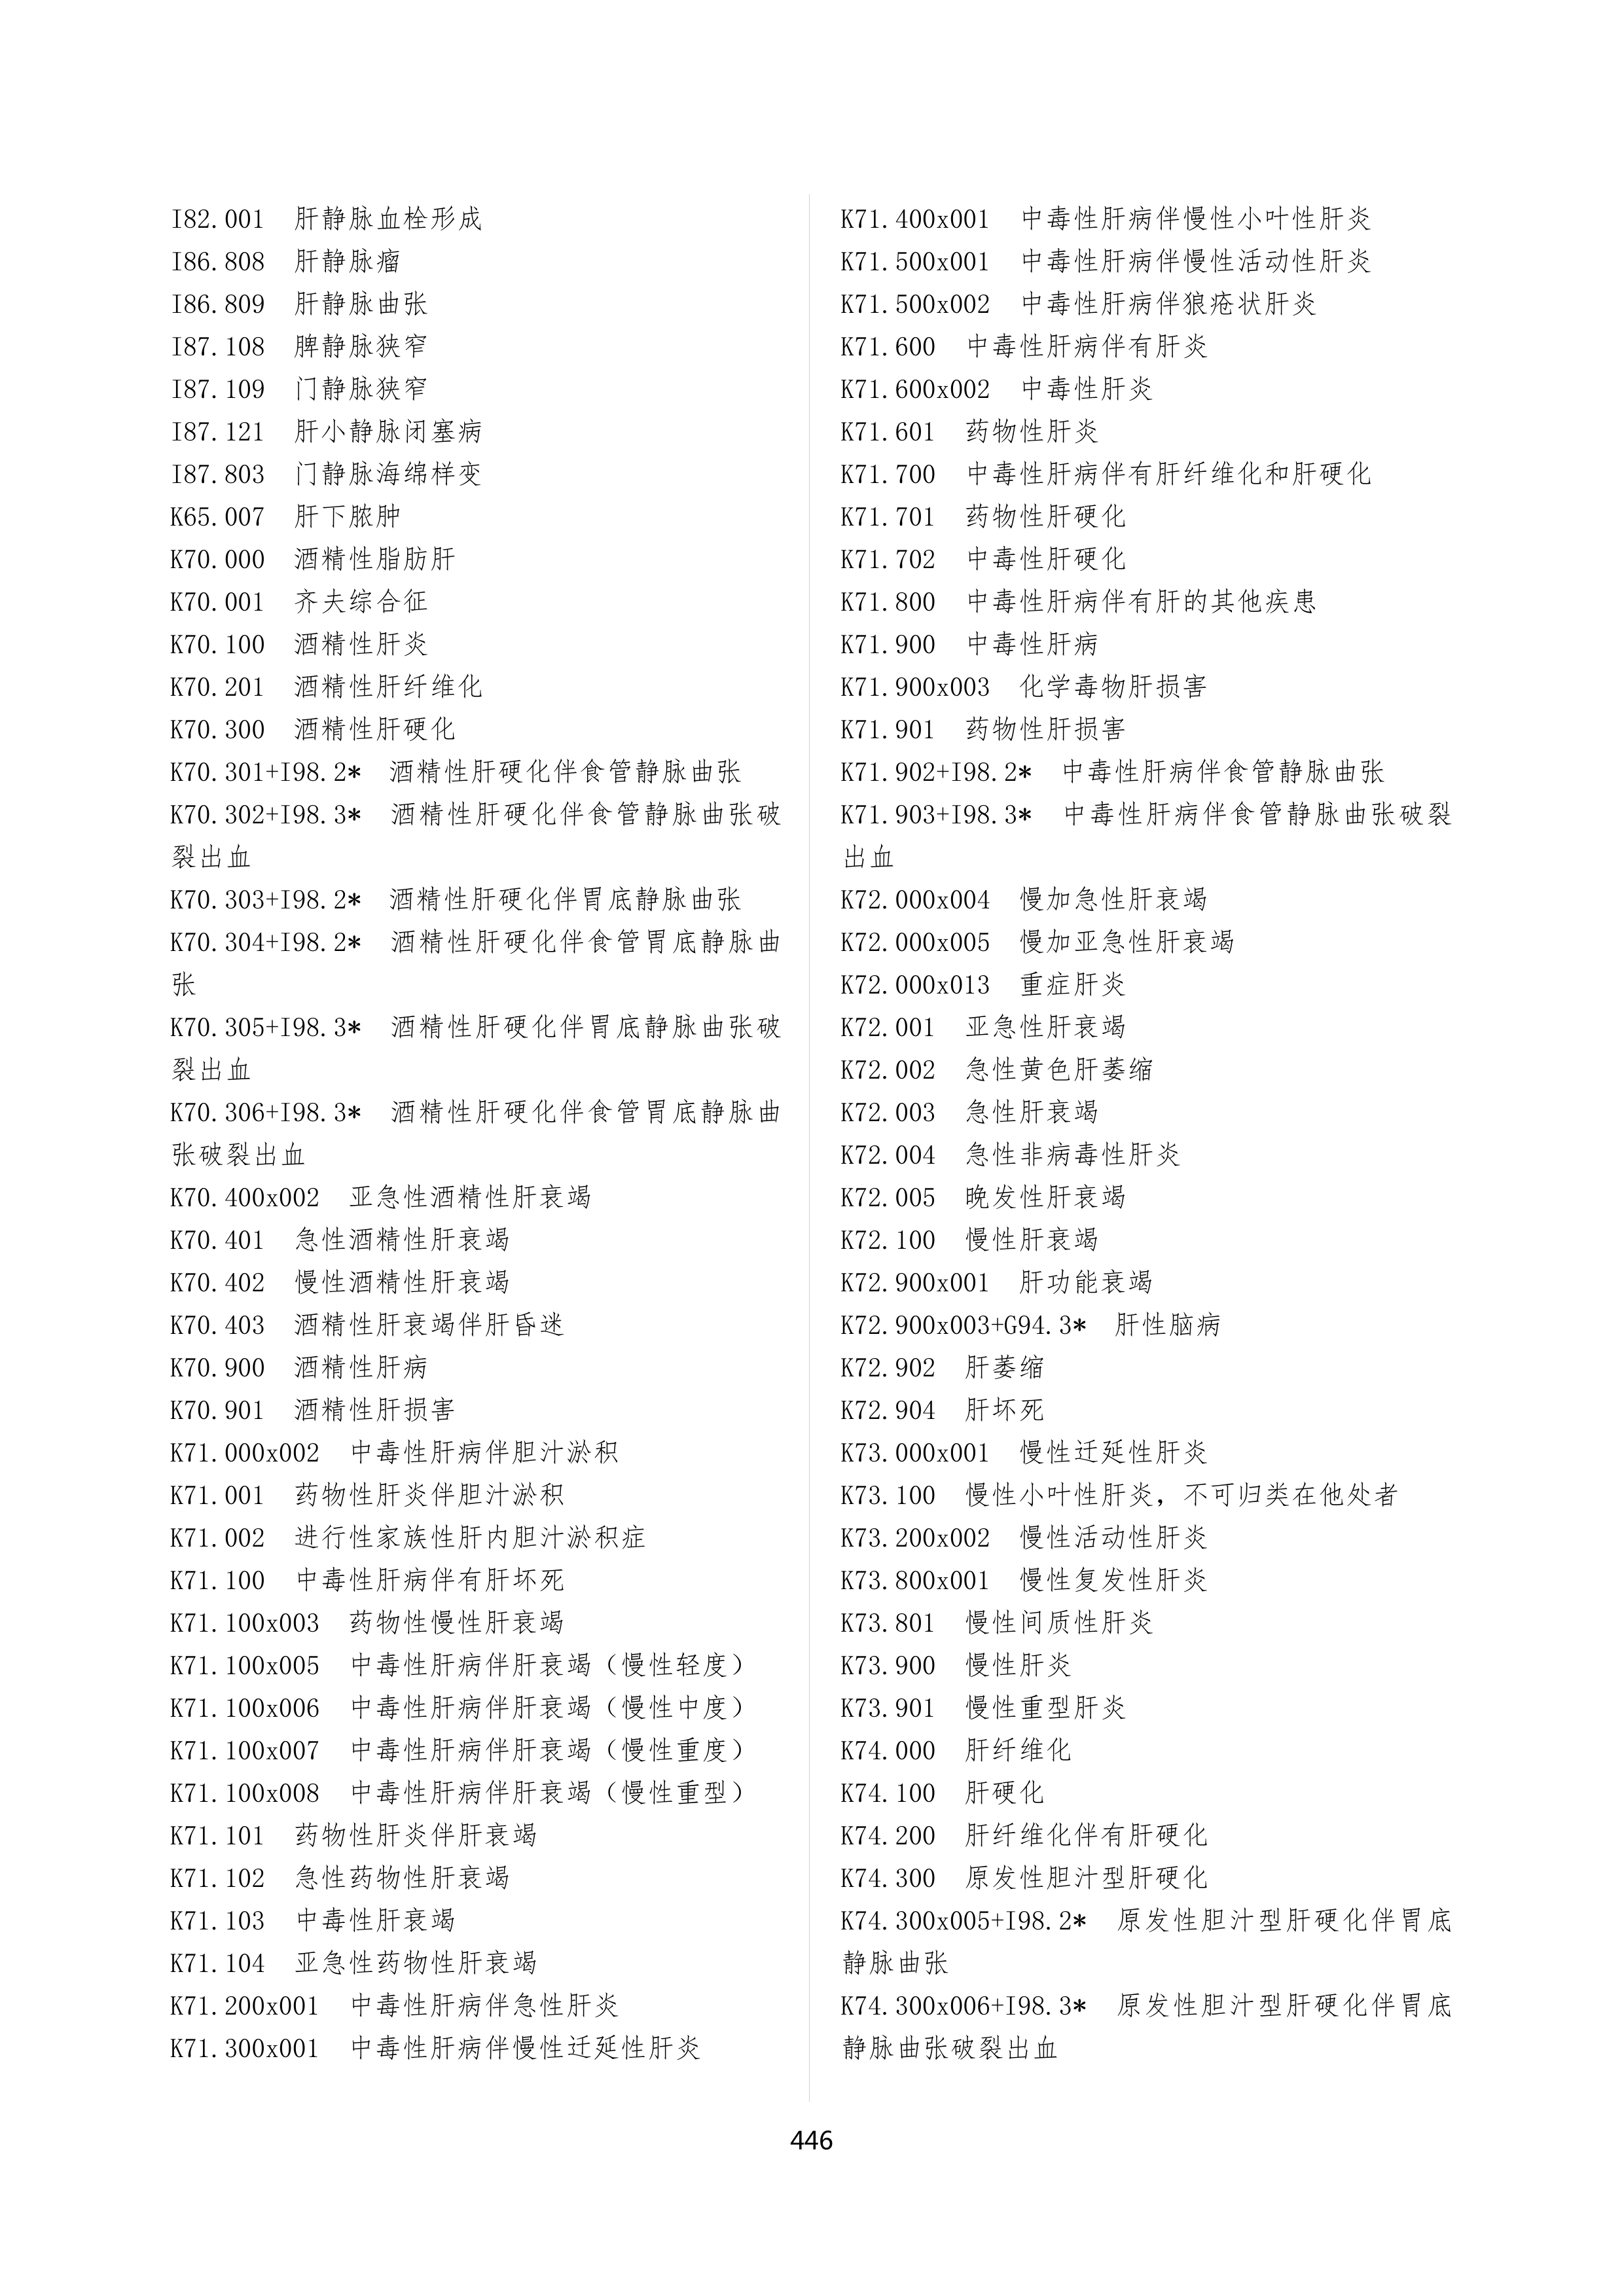 I82.001 肝静脉血栓形成
I86.808 肝静脉瘤
I86.809 肝静脉曲张
I87.108 脾静脉狭窄
I87.109 门静脉狭窄
I87.121 肝小静脉闭塞病
I87.803 门静脉海绵样变
K65.007 肝下脓肿
K70.000 酒精性脂肪肝
K70.001 齐夫综合征
K70.100 酒精性肝炎
K70.201 酒精性肝纤维化
K70.300 酒精性肝硬化
K70.301+I98.2* 酒精性肝硬化伴食管静脉曲张
K70.302+I98.3* 酒精性肝硬化伴食管静脉曲张破
裂出血
K70.303+I98.2* 酒精性肝硬化伴胃底静脉曲张
K70.304+I98.2* 酒精性肝硬化伴食管胃底静脉曲
张
K70.305+I98.3* 酒精性肝硬化伴胃底静脉曲张破
裂出血
K70.306+I98.3* 酒精性肝硬化伴食管胃底静脉曲
张破裂出血
K70.400x002 亚急性酒精性肝衰竭
K70.401 急性酒精性肝衰竭
K70.402 慢性酒精性肝衰竭
K70.403 酒精性肝衰竭伴肝昏迷
K70.900 酒精性肝病
K70.901 酒精性肝损害
K71.000x002 中毒性肝病伴胆汁淤积
K71.001 药物性肝炎伴胆汁淤积
K71.002 进行性家族性肝内胆汁淤积症
K71.100 中毒性肝病伴有肝坏死
K71.100x003 药物性慢性肝衰竭
K71.100x005 中毒性肝病伴肝衰竭（慢性轻度）
K71.100x006 中毒性肝病伴肝衰竭（慢性中度）
K71.100x007 中毒性肝病伴肝衰竭（慢性重度）
K71.100x008 中毒性肝病伴肝衰竭（慢性重型）
K71.101 药物性肝炎伴肝衰竭
K71.102 急性药物性肝衰竭
K71.103 中毒性肝衰竭
K71.104 亚急性药物性肝衰竭
K71.200x001 中毒性肝病伴急性肝炎
K71.300x001 中毒性肝病伴慢性迁延性肝炎
K71.400x001 中毒性肝病伴慢性小叶性肝炎
K71.500x001 中毒性肝病伴慢性活动性肝炎
K71.500x002 中毒性肝病伴狼疮状肝炎
K71.600 中毒性肝病伴有肝炎
K71.600x002 中毒性肝炎
K71.601 药物性肝炎
K71.700 中毒性肝病伴有肝纤维化和肝硬化
K71.701 药物性肝硬化
K71.702 中毒性肝硬化
K71.800 中毒性肝病伴有肝的其他疾患
K71.900 中毒性肝病
K71.900x003 化学毒物肝损害
K71.901 药物性肝损害
K71.902+I98.2* 中毒性肝病伴食管静脉曲张
K71.903+I98.3* 中毒性肝病伴食管静脉曲张破裂
出血
K72.000x004 慢加急性肝衰竭
K72.000x005 慢加亚急性肝衰竭
K72.000x013 重症肝炎
K72.001 亚急性肝衰竭
K72.002 急性黄色肝萎缩
K72.003 急性肝衰竭
K72.004 急性非病毒性肝炎
K72.005 晚发性肝衰竭
K72.100 慢性肝衰竭
K72.900x001 肝功能衰竭
K72.900x003+G94.3* 肝性脑病
K72.902 肝萎缩
K72.904 肝坏死
K73.000x001 慢性迁延性肝炎
K73.100 慢性小叶性肝炎，不可归类在他处者
K73.200x002 慢性活动性肝炎
K73.800x001 慢性复发性肝炎
K73.801 慢性间质性肝炎
K73.900 慢性肝炎
K73.901 慢性重型肝炎
K74.000 肝纤维化
K74.100 肝硬化
K74.200 肝纤维化伴有肝硬化
K74.300 原发性胆汁型肝硬化
K74.300x005+I98.2* 原发性胆汁型肝硬化伴胃底
静脉曲张
K74.300x006+I98.3* 原发性胆汁型肝硬化伴胃底
静脉曲张破裂出血
446